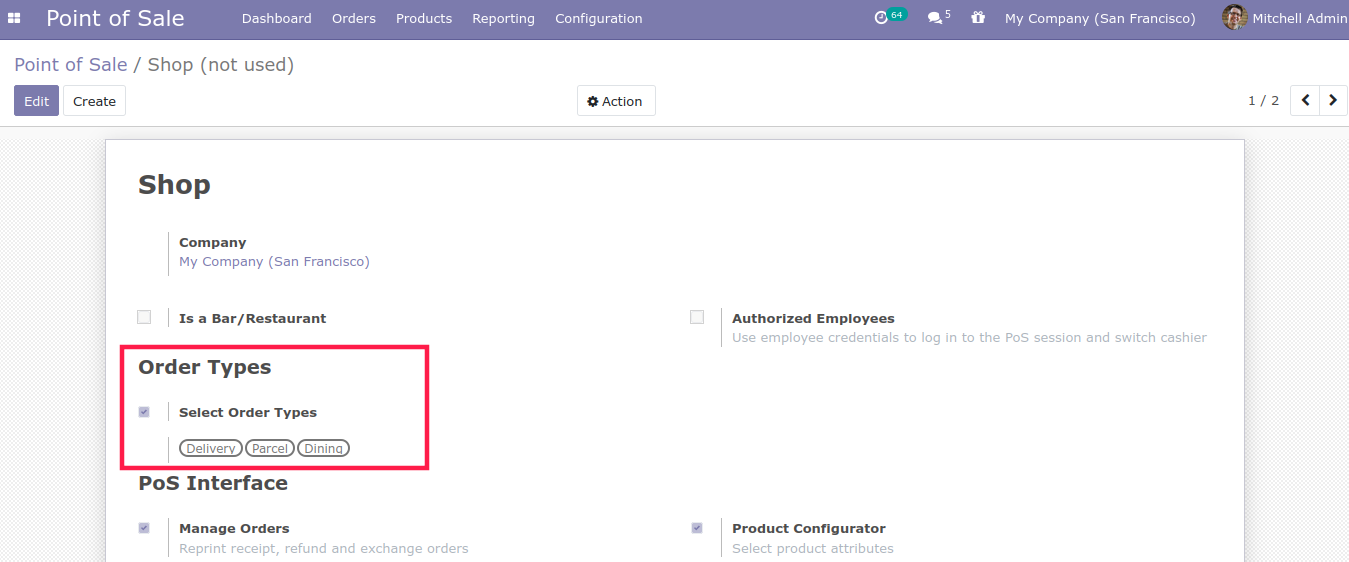 Point of Sale Dashboard Orders Products Reporting Configuration 64 5 My Company (San Francisco) Mitchell Admin
Point of Sale / Shop (not used)
Edit Create Action 1 / 2
Shop
Company
My Company (San Francisco)
Is a Bar/Restaurant Authorized Employees
Use employee credentials to log in to the PoS session and switch cashier
Order Types
Select Order Types
Delivery Parcel Dining
PoS Interface
Manage Orders Product Configurator
Reprint receipt, refund and exchange orders Select product attributes